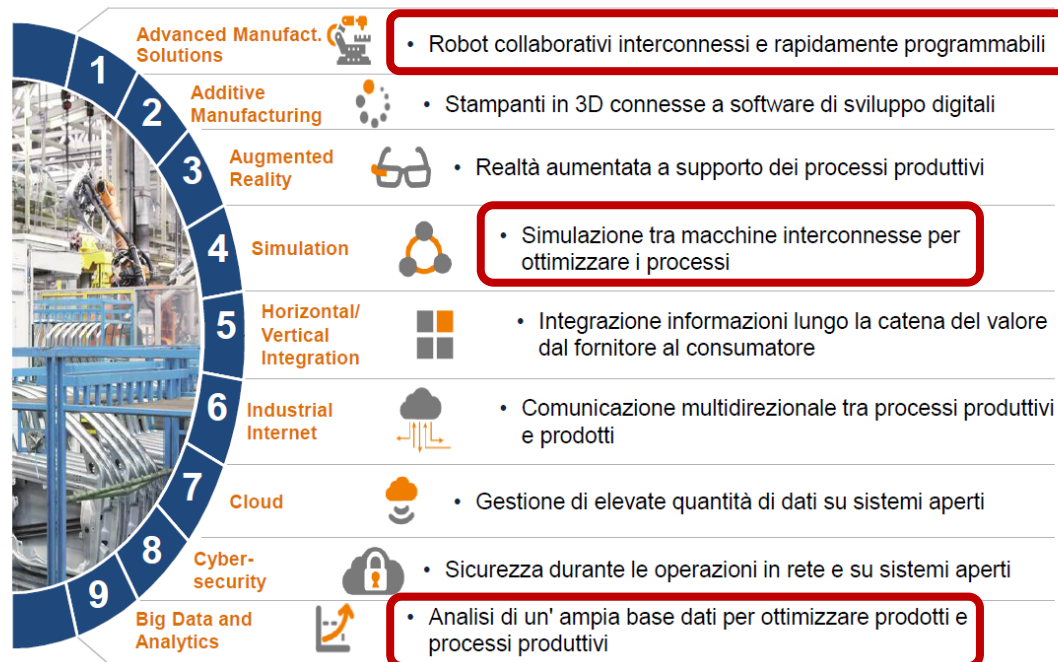 1
Advanced Manufact.
Solutions
• Robot collaborativi interconnessi e rapidamente programmabili
2
Additive
Manufacturing
• Stampanti in 3D connesse a software di sviluppo digitali
3
Augmented
Reality
• Realtà aumentata a supporto dei processi produttivi
4
Simulation
• Simulazione tra macchine interconnesse per
ottimizzare i processi
5
Horizontal/
Vertical
Integration
• Integrazione informazioni lungo la catena del valore
dal fornitore al consumatore
6
Industrial
Internet
• Comunicazione multidirezionale tra processi produttivi
e prodotti
7
Cloud
• Gestione di elevate quantità di dati su sistemi aperti
8
Cyber-
security
• Sicurezza durante le operazioni in rete e su sistemi aperti
9
Big Data and
Analytics
• Analisi di un' ampia base dati per ottimizzare prodotti e
processi produttivi